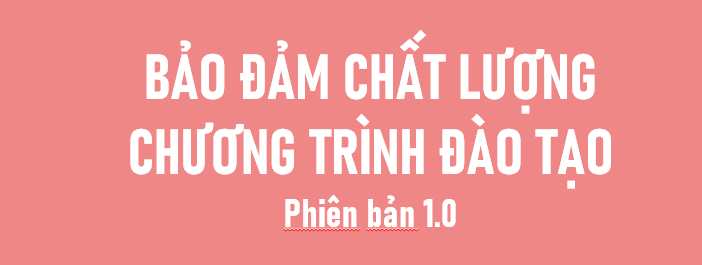 BẢO ĐẢM CHẤT LƯỢNG
CHƯƠNG TRÌNH ĐÀO TẠO
Phiên bản 1.0